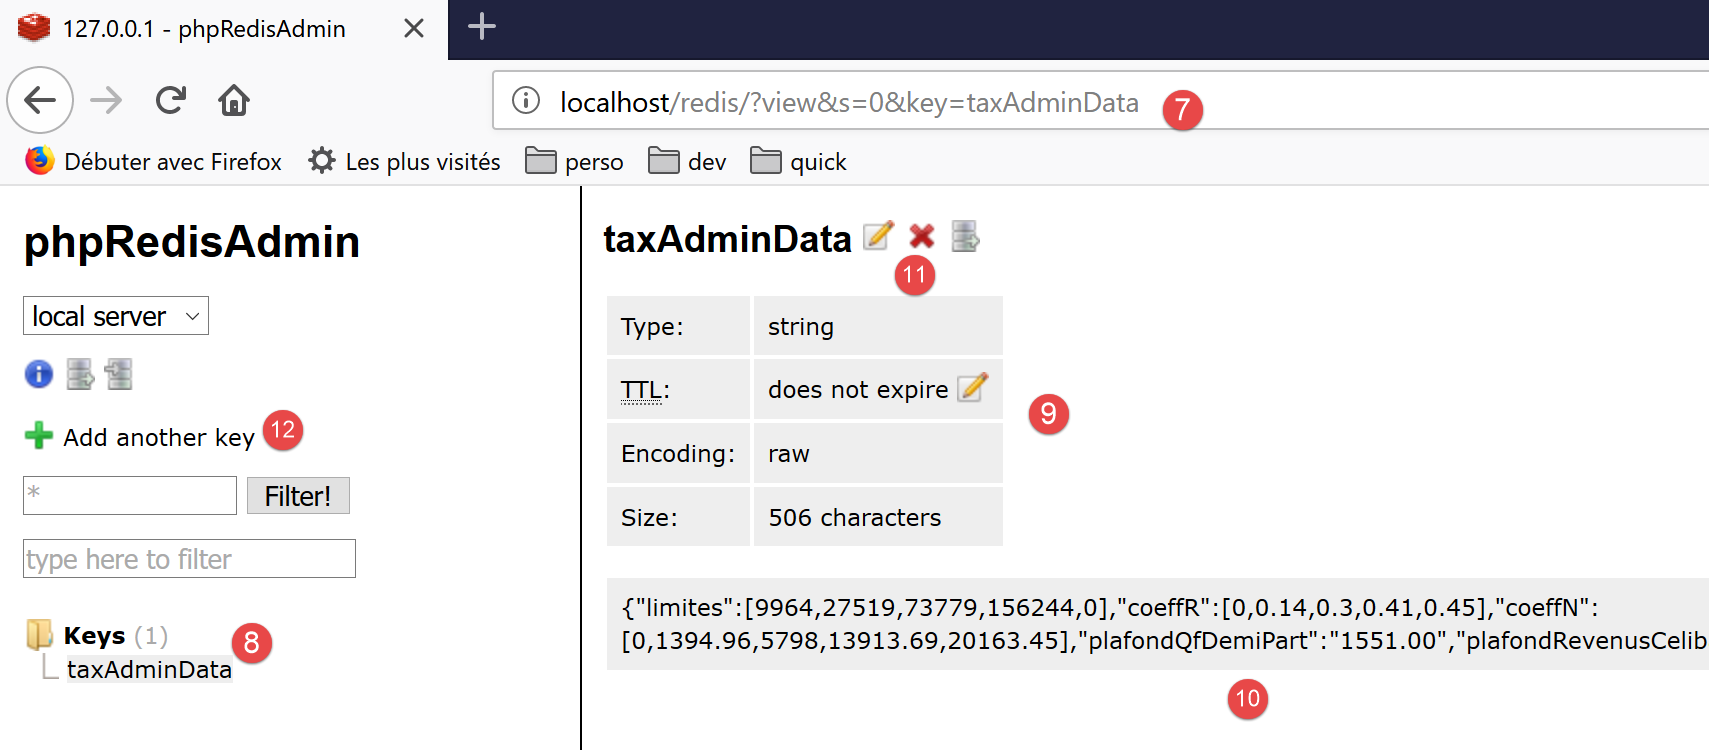 127.0.0.1 - phpRedisAdmin
localhost/redis/?view&s=0&key=taxAdminData 7
Débuter avec Firefox Les plus visités perso dev quick
phpRedisAdmin
local server
Add another key 12
*
Filter!
type here to filter
Keys (1) 8
taxAdminData
taxAdminData
11
Type: string
TTL: does not expire
9
Encoding: raw
Size: 506 characters
{"limites":[9964,27519,73779,156244,0],"coeffR":[0,0.14,0.3,0.41,0.45],"coeffN":
[0,1394.96,5798,13913.69,20163.45],"plafondQfDemiPart":"1551.00","plafondRevenusCelib
10